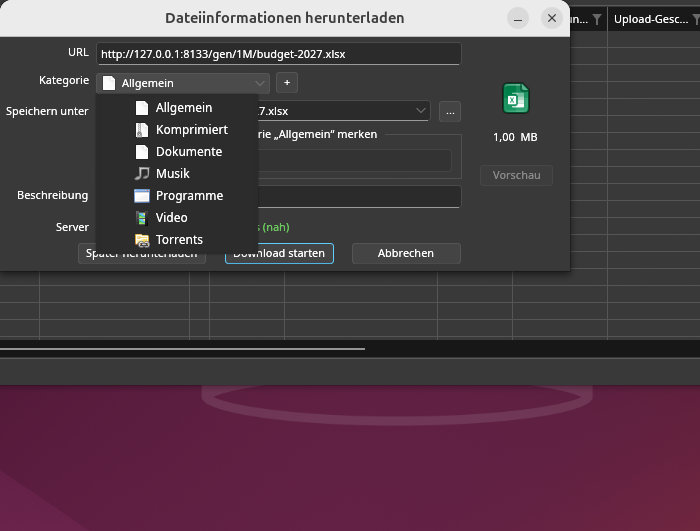 Dateiinformationen herunterladen
Upload-Gesc...
URL http://127.0.0.1:8133/gen/1M/budget-2027.xlsx
Kategorie Allgemein +
Allgemein
Speichern unter 7.xlsx ...
Komprimiert
„Allgemein“ merken
1,00 MB
Dokumente
Musik
Vorschau
Beschreibung
Programme
Video
Server (nah)
Torrents
Download starten
Abbrechen